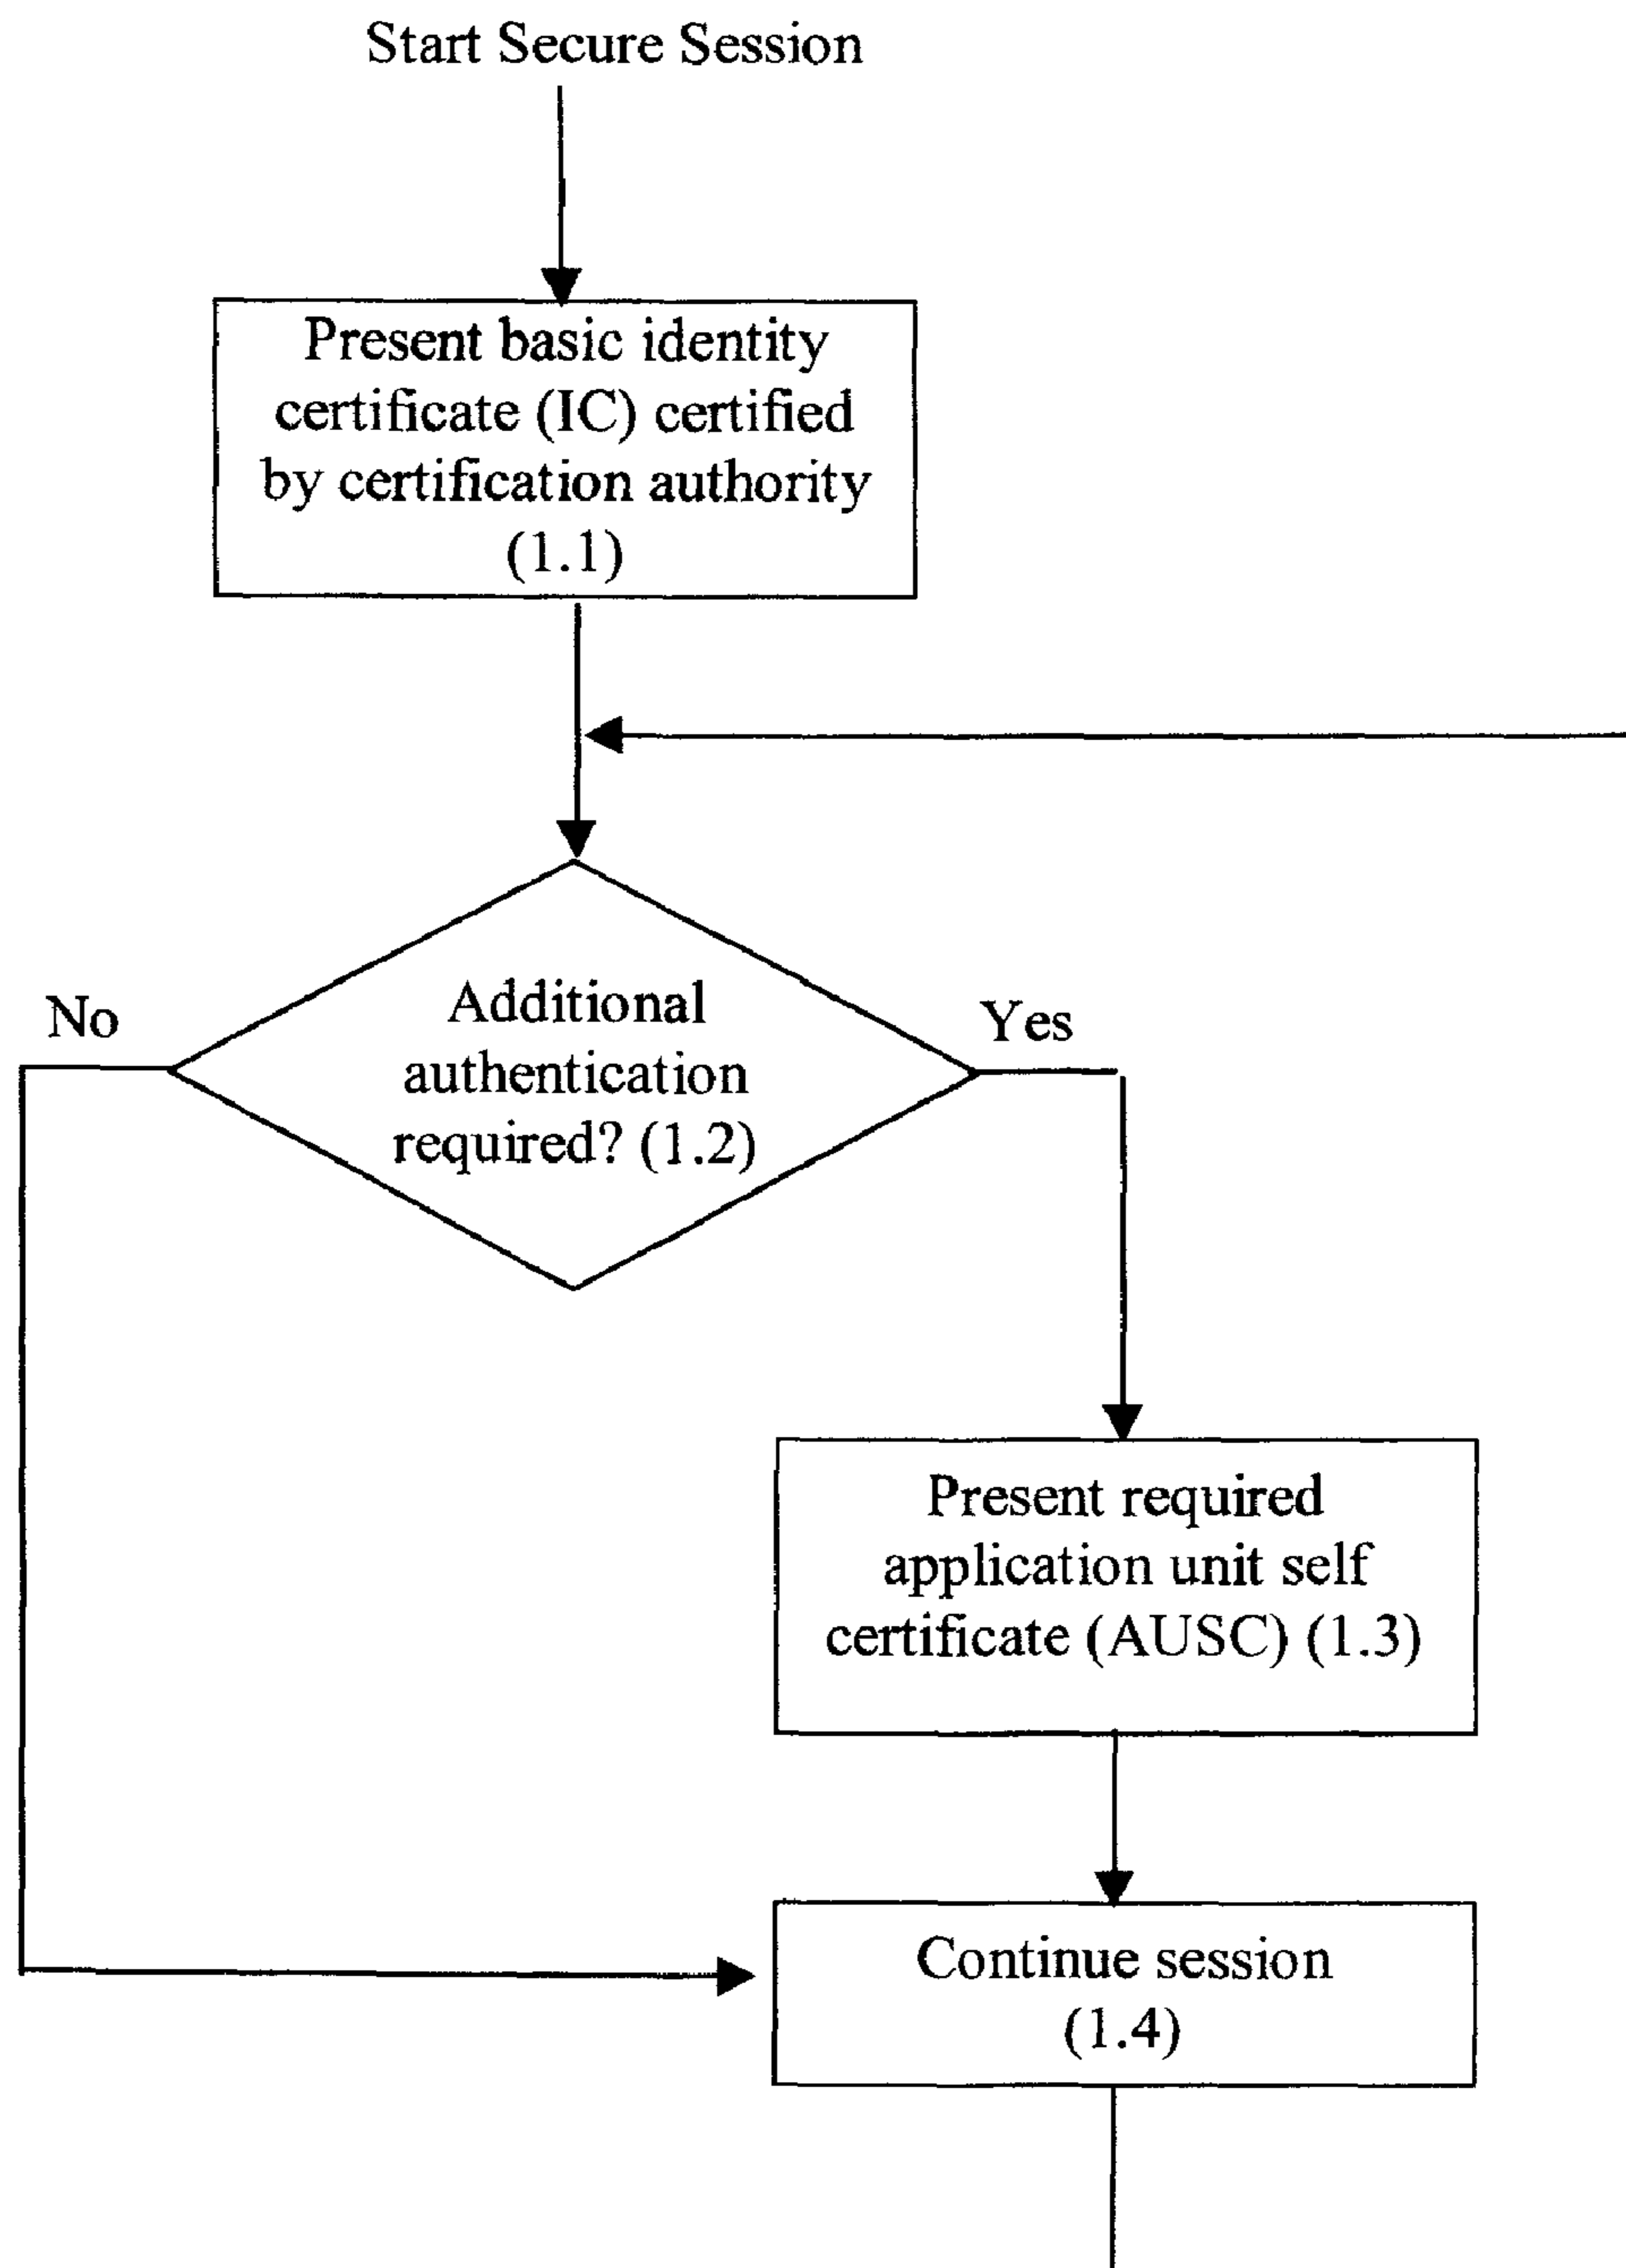 Start Secure Session
Present basic identity
certificate (IC) certified
by certification authority
(1.1)
Additional
authentication
required? (1.2)
No
Yes
Present required
application unit self
certificate (AUSC) (1.3)
Continue session
(1.4)